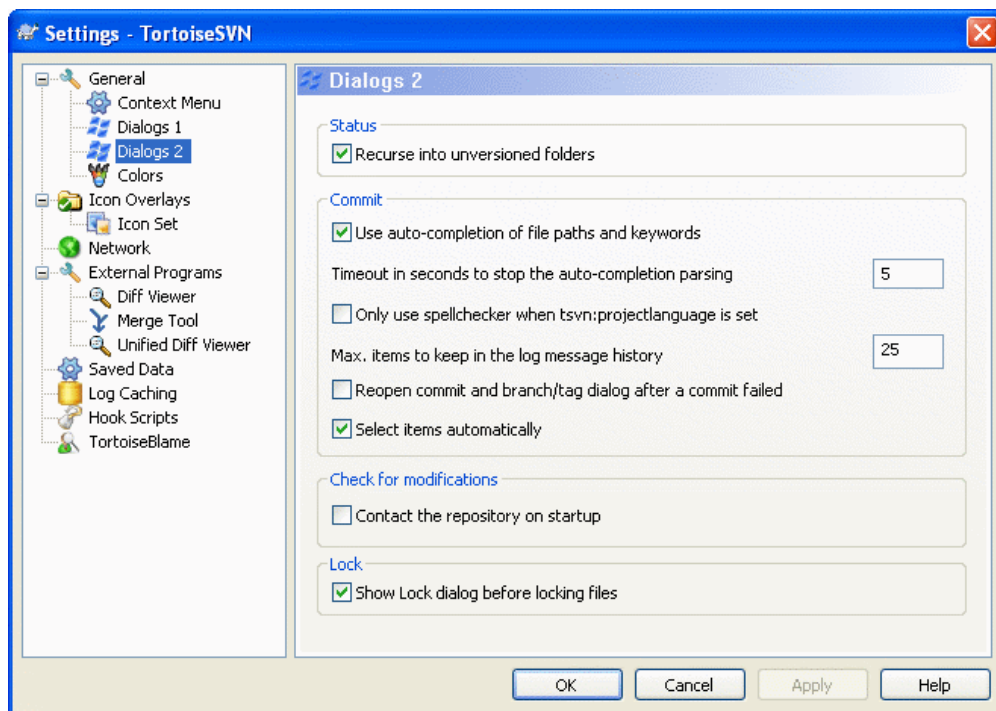 Settings - TortoiseSVN
General
Context Menu
Dialogs 1
Dialogs 2
Colors
Icon Overlays
Icon Set
Network
External Programs
Diff Viewer
Merge Tool
Unified Diff Viewer
Saved Data
Log Caching
Hook Scripts
TortoiseBlame
Dialogs 2
Status
Recurse into unversioned folders
Commit
Use auto-completion of file paths and keywords
Timeout in seconds to stop the auto-completion parsing 5
Only use spellchecker when tsvn:projectlanguage is set
Max. items to keep in the log message history 25
Reopen commit and branch/tag dialog after a commit failed
Select items automatically
Check for modifications
Contact the repository on startup
Lock
Show Lock dialog before locking files
OK Cancel Apply Help